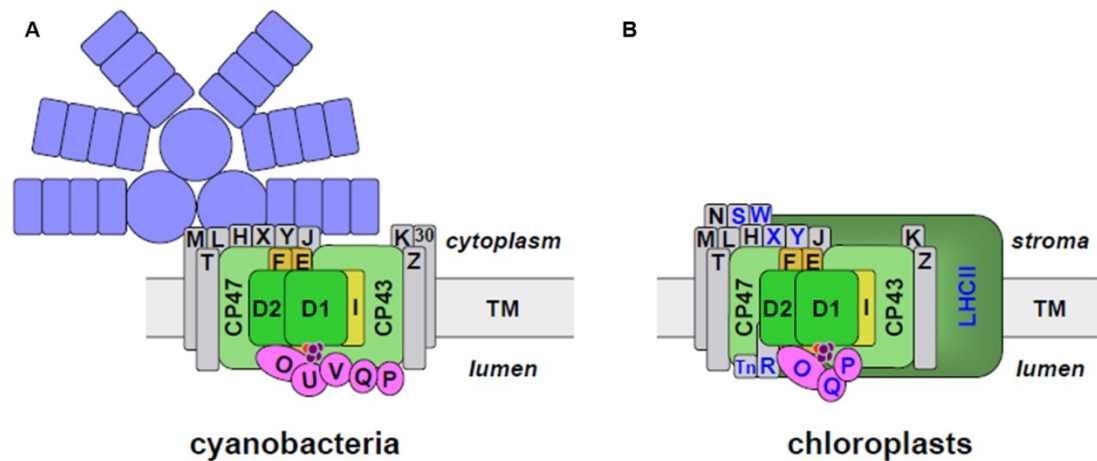 A
M L H X Y J K 30 cytoplasm
T F E Z
CP47 D2 D1 I CP43 TM
O U V Q P lumen
cyanobacteria
B
N S W
M L H X Y J K stroma
T F E Z
CP47 D2 D1 I CP43 LHCII TM
Tn R O Q P lumen
chloroplasts